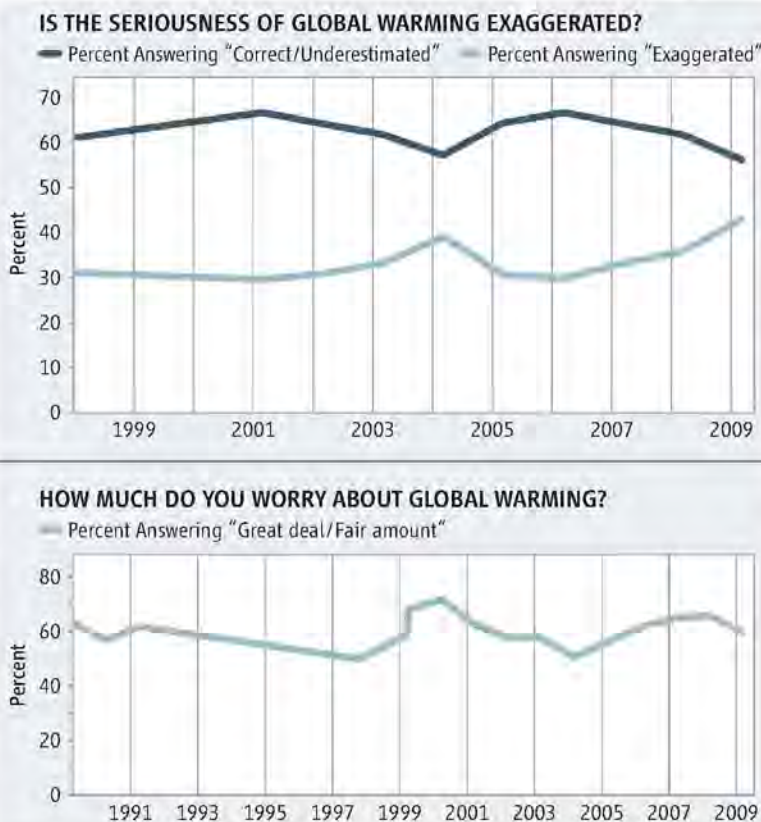 IS THE SERIOUSNESS OF GLOBAL WARMING EXAGGERATED?
Percent Answering "Correct/Underestimated" Percent Answering "Exaggerated"
70
60
50
40
30
20
10
0
Percent
1999 2001 2003 2005 2007 2009
HOW MUCH DO YOU WORRY ABOUT GLOBAL WARMING?
Percent Answering "Great deal/Fair amount"
80
60
40
20
0
Percent
1991 1993 1995 1997 1999 2001 2003 2005 2007 2009